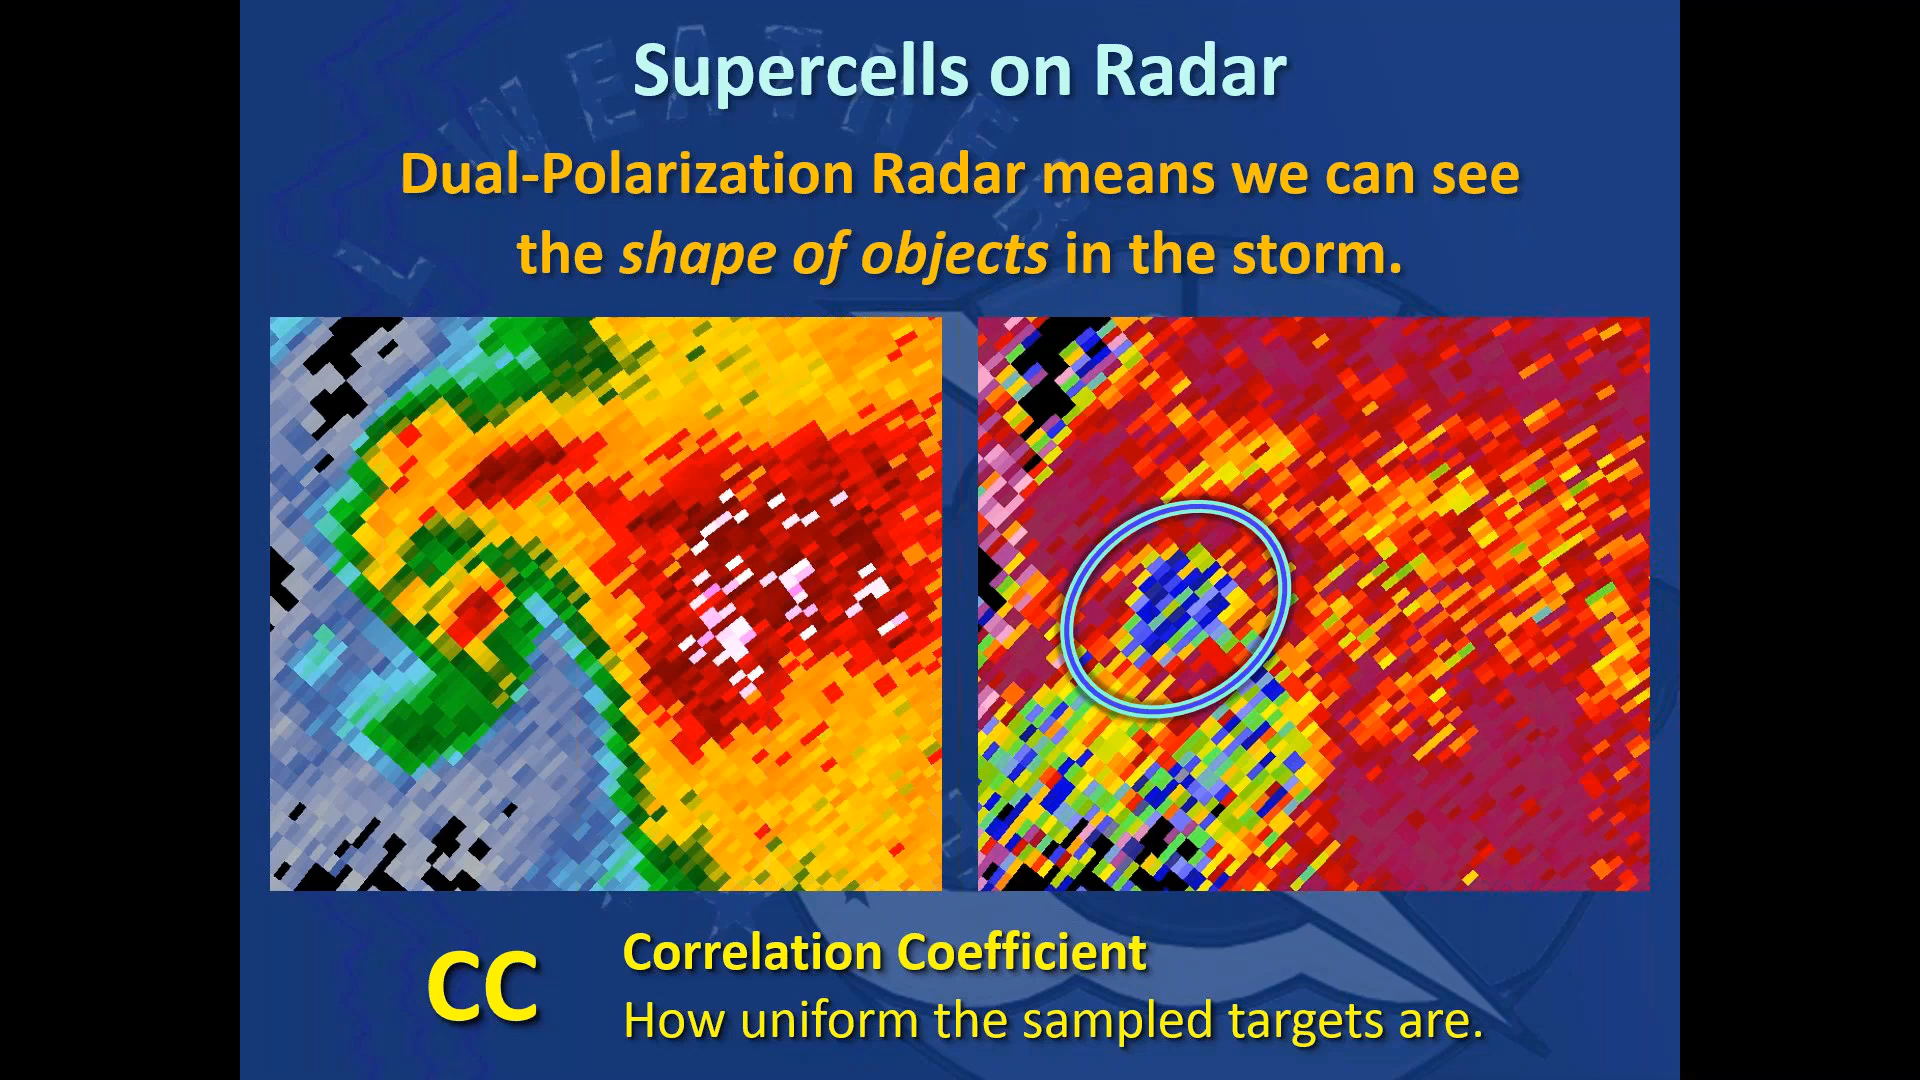 Supercells on Radar
Dual-Polarization Radar means we can see
the shape of objects in the storm.
CC
Correlation Coefficient
How uniform the sampled targets are.